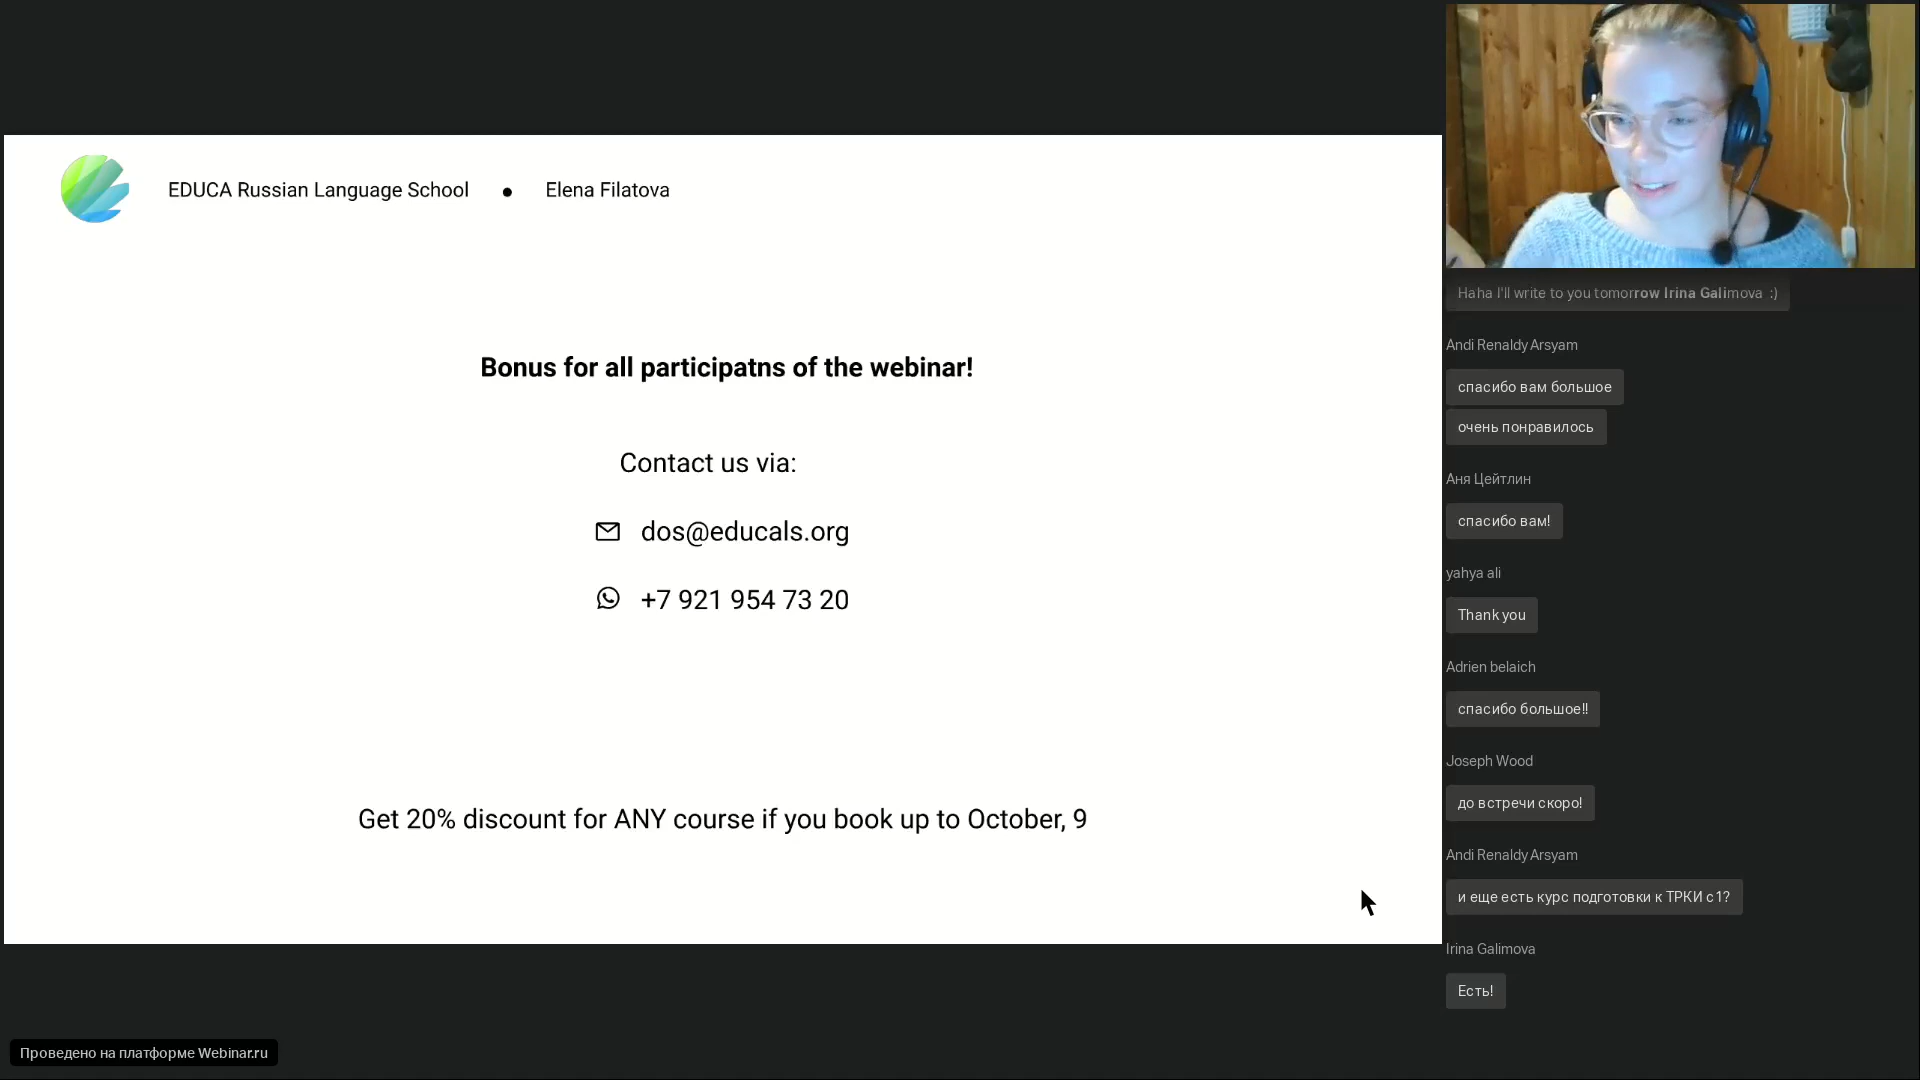 EDUCA Russian Language School ● Elena Filatova
Bonus for all participatns of the webinar!
Contact us via:
dos@educals.org
+7 921 954 73 20
Get 20% discount for ANY course if you book up to October, 9
Haha I'll write to you tomorrow Irina Galimova :)
Andi Renaldy Arsyam
спасибо вам большое
очень понравилось
Аня Цейтлин
спасибо вам!
yahya ali
Thank you
Adrien belaich
спасибо большое!!
Joseph Wood
до встречи скоро!
Andi Renaldy Arsyam
и еще есть курс подготовки к ТРКИ с1?
Irina Galimova
Есть!
Проведено на платформе Webinar.ru